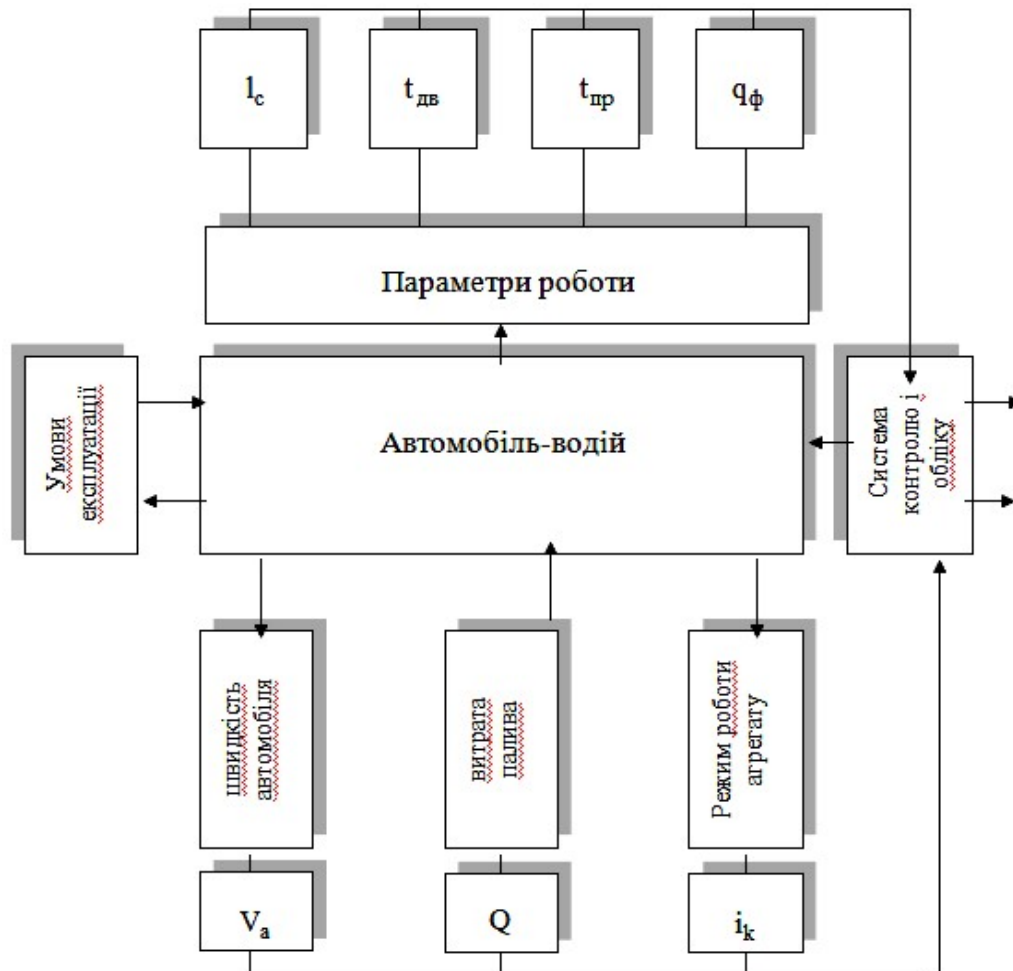 lс
tдв
tпр
qф
Параметри роботи
Умови
експлуатації
Автомобіль-водій
Система
контролю і
обліку
швидкість
автомобіля
витрата
палива
Режим роботи
агрегату
Va
Q
ik